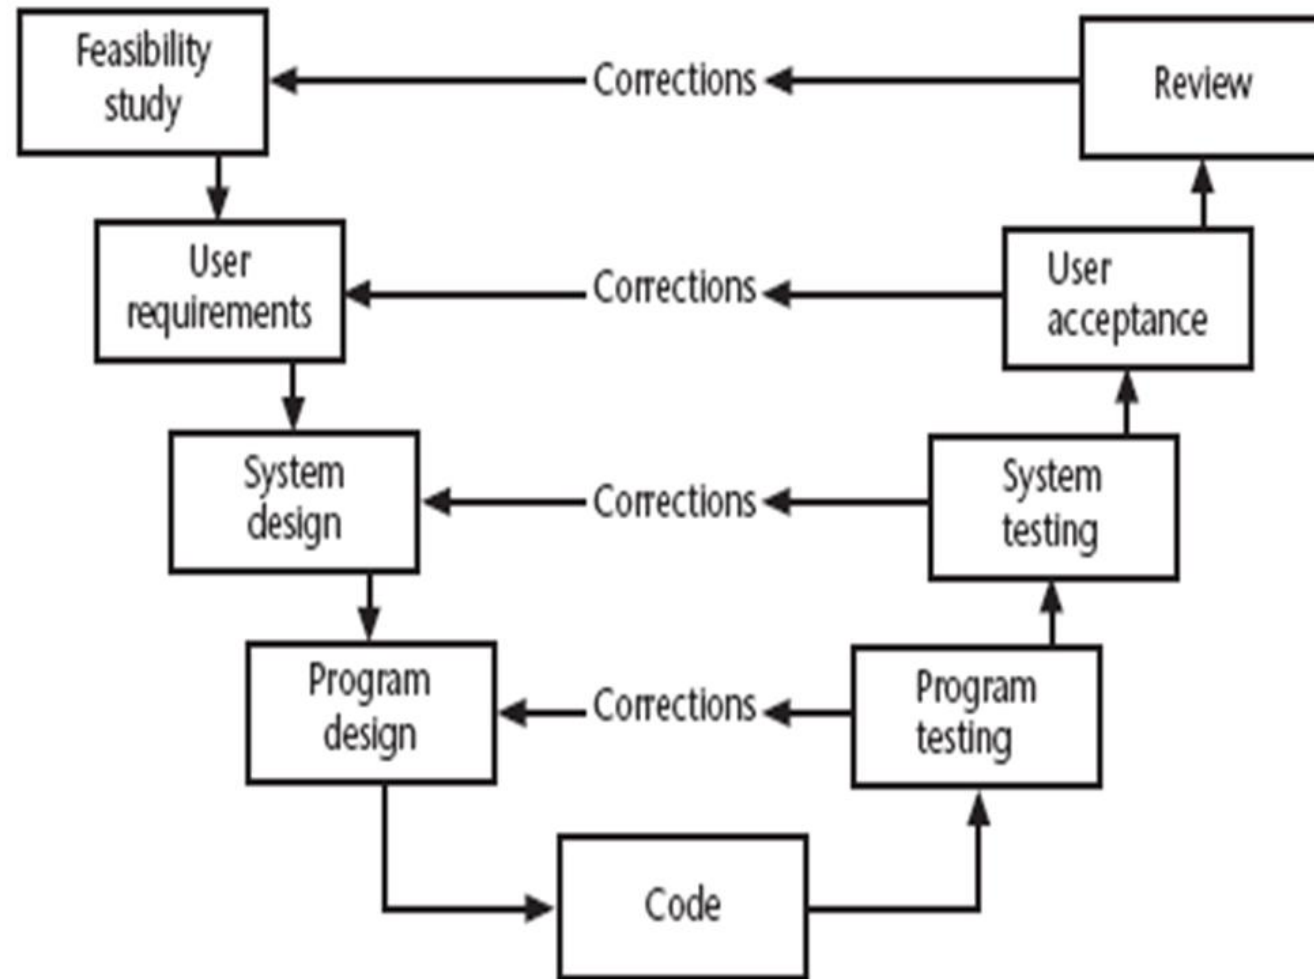 Feasibility
study
Corrections
Review
User
requirements
Corrections
User
acceptance
System
design
Corrections
System
testing
Program
design
Corrections
Program
testing
Code